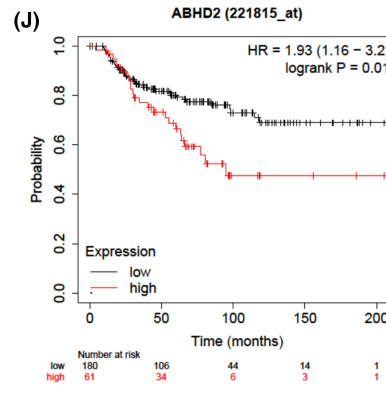 (J)
ABHD2 (221815_at)
HR = 1.93 (1.16 − 3.2
logrank P = 0.01
Probability
1.0
0.8
0.6
0.4
0.2
0.0
Expression
low
high
0 50 100 150 200
Time (months)
Number at risk
low 180 106 44 14 1
high 61 34 6 3 1